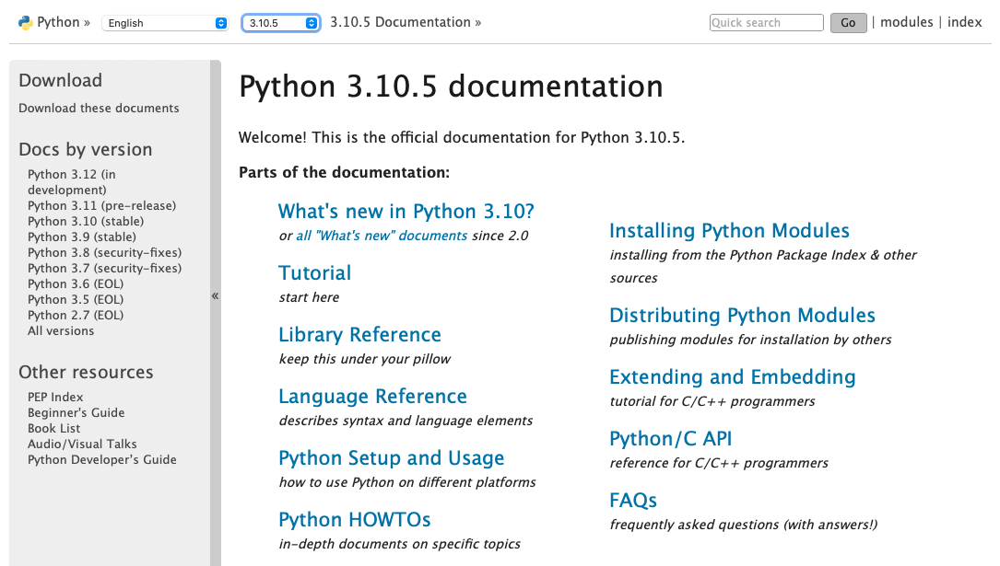 Python » English 3.10.5 3.10.5 Documentation » Quick search Go | modules | index
Download
Download these documents
Docs by version
Python 3.12 (in
development)
Python 3.11 (pre-release)
Python 3.10 (stable)
Python 3.9 (stable)
Python 3.8 (security-fixes)
Python 3.7 (security-fixes)
Python 3.6 (EOL)
Python 3.5 (EOL)
Python 2.7 (EOL)
All versions
Other resources
PEP Index
Beginner's Guide
Book List
Audio/Visual Talks
Python Developer’s Guide
«
Python 3.10.5 documentation
Welcome! This is the official documentation for Python 3.10.5.
Parts of the documentation:
What's new in Python 3.10?
or all "What's new" documents since 2.0
Tutorial
start here
Library Reference
keep this under your pillow
Language Reference
describes syntax and language elements
Python Setup and Usage
how to use Python on different platforms
Python HOWTOs
in-depth documents on specific topics
Installing Python Modules
installing from the Python Package Index & other
sources
Distributing Python Modules
publishing modules for installation by others
Extending and Embedding
tutorial for C/C++ programmers
Python/C API
reference for C/C++ programmers
FAQs
frequently asked questions (with answers!)